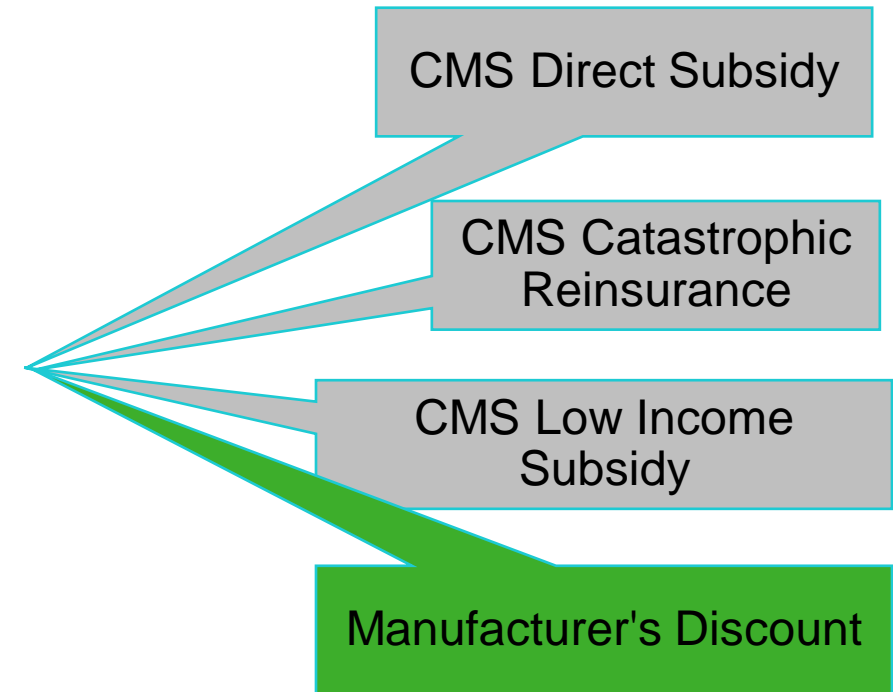 CMS Direct Subsidy
CMS Catastrophic
Reinsurance
CMS Low Income
Subsidy
Manufacturer's Discount